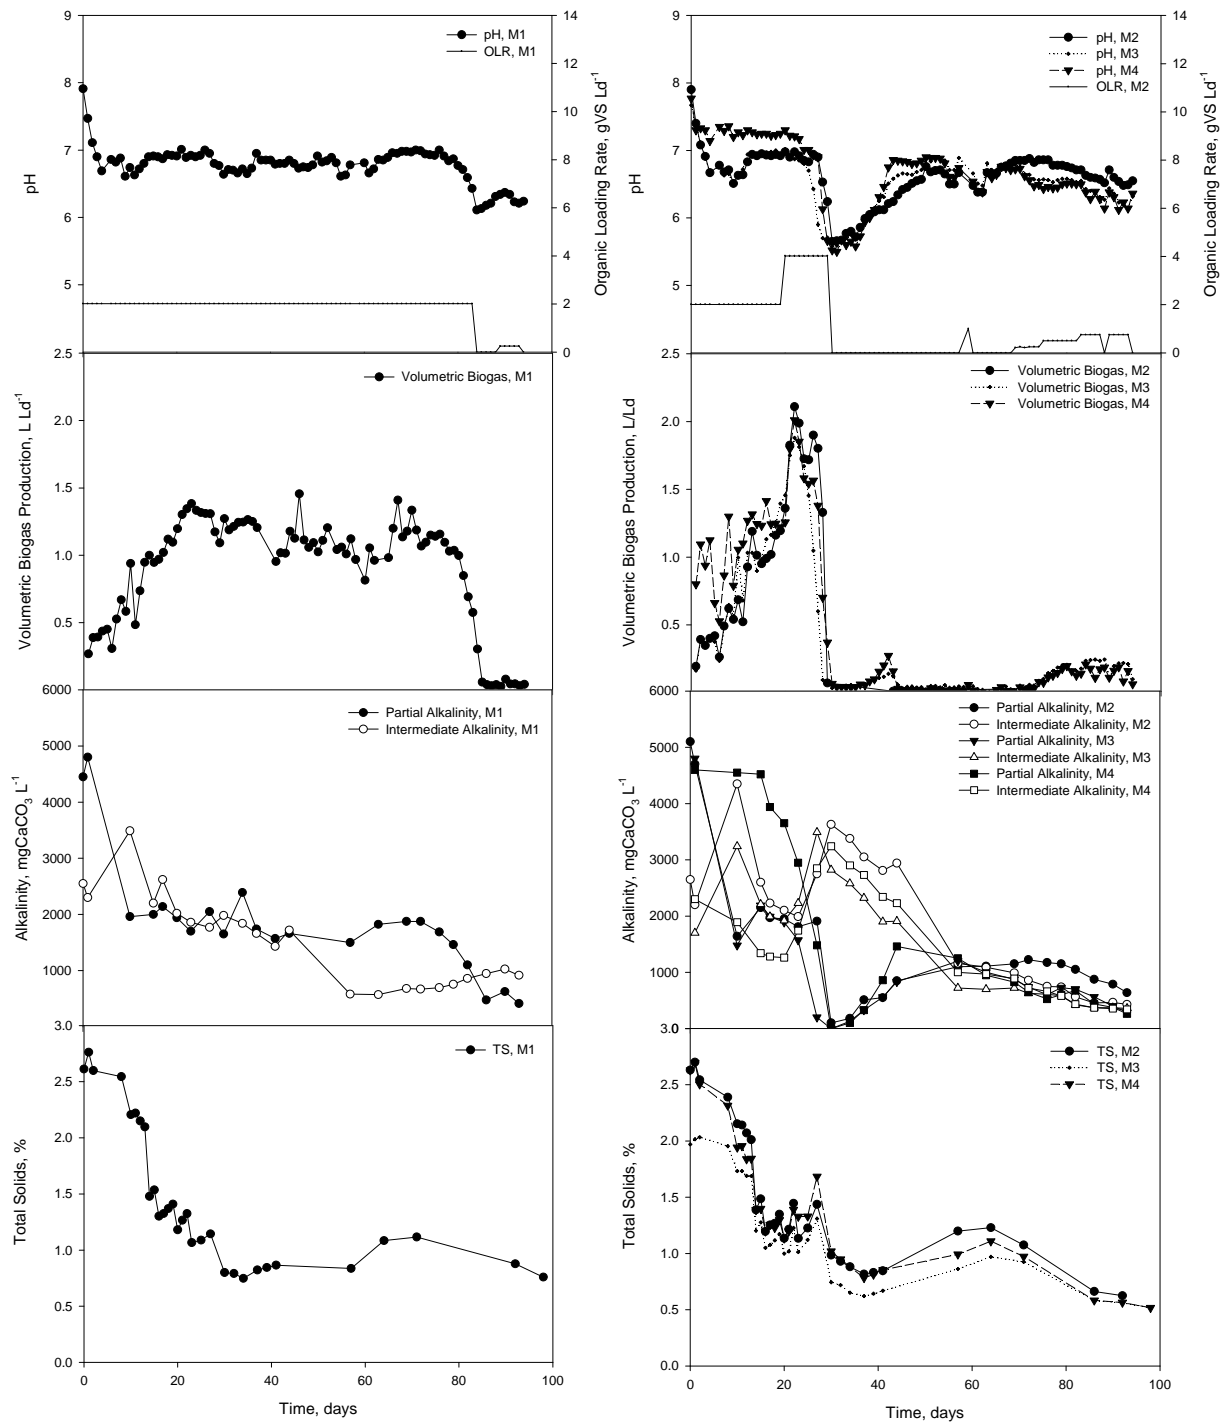 9
8
7
6
5
pH
14
12
10
8
6
4
2
0
Organic Loading Rate, gVS Ld⁻¹
pH, M1
OLR, M1
9
8
7
6
5
pH
14
12
10
8
6
4
2
0
Organic Loading Rate, gVS Ld⁻¹
pH, M2
pH, M3
pH, M4
OLR, M2
2.5
2.0
1.5
1.0
0.5
Volumetric Biogas Production, L Ld⁻¹
Volumetric Biogas, M1
2.5
2.0
1.5
1.0
0.5
Volumetric Biogas Production, L/Ld
Volumetric Biogas, M2
Volumetric Biogas, M3
Volumetric Biogas, M4
6000
5000
4000
3000
2000
1000
Alkalinity, mgCaCO₃ L⁻¹
Partial Alkalinity, M1
Intermediate Alkalinity, M1
6000
5000
4000
3000
2000
1000
Alkalinity, mgCaCO₃ L⁻¹
Partial Alkalinity, M2
Intermediate Alkalinity, M2
Partial Alkalinity, M3
Intermediate Alkalinity, M3
Partial Alkalinity, M4
Intermediate Alkalinity, M4
3.0
2.5
2.0
1.5
1.0
0.5
0.0
Total Solids, %
TS, M1
0 20 40 60 80 100
Time, days
3.0
2.5
2.0
1.5
1.0
0.5
0.0
Total Solids, %
TS, M2
TS, M3
TS, M4
0 20 40 60 80 100
Time, days